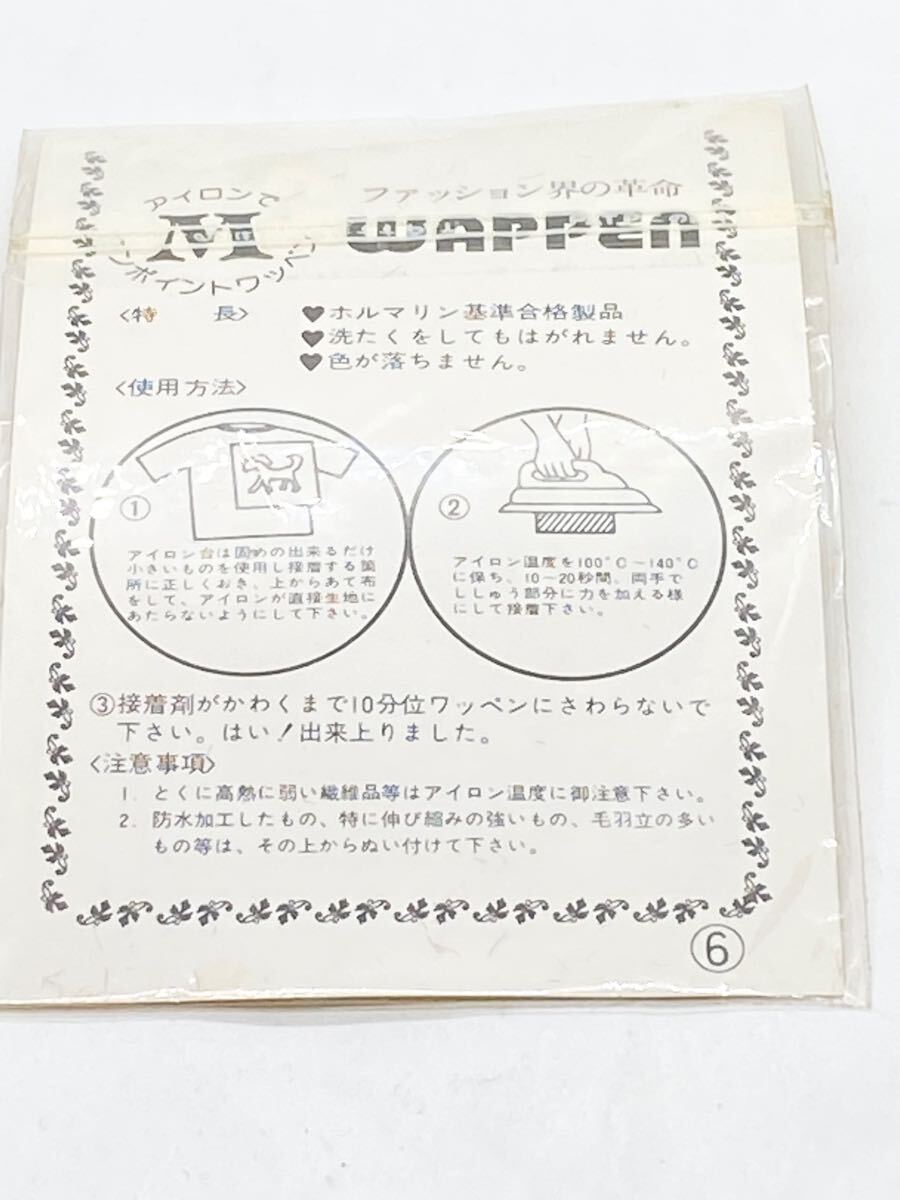 アイロンで
M
ワンポイントワッペン
ファッション界の革命
WAPPEN
〈特　長〉
♥ホルマリン基準合格製品
♥洗たくをしてもはがれません。
♥色が落ちません。
〈使用方法〉
①
アイロン台は固めの出来るだけ
小さいものを使用し接着する箇
所に正しくおき、上からあて布
をして、アイロンが直接生地に
あたらないようにして下さい。
②
アイロン温度を100°C～140°C
に保ち、10～20秒間、両手で
ししゅう部分に力を加える様
にして接着下さい。
③接着剤がかわくまで10分位ワッペンにさわらないで
下さい。はい！出来上りました。
〈注意事項〉
1. とくに高熱に弱い繊維品等はアイロン温度に御注意下さい。
2. 防水加工したもの、特に伸び縮みの強いもの、毛羽立の多い
もの等は、その上からぬい付けて下さい。
⑥